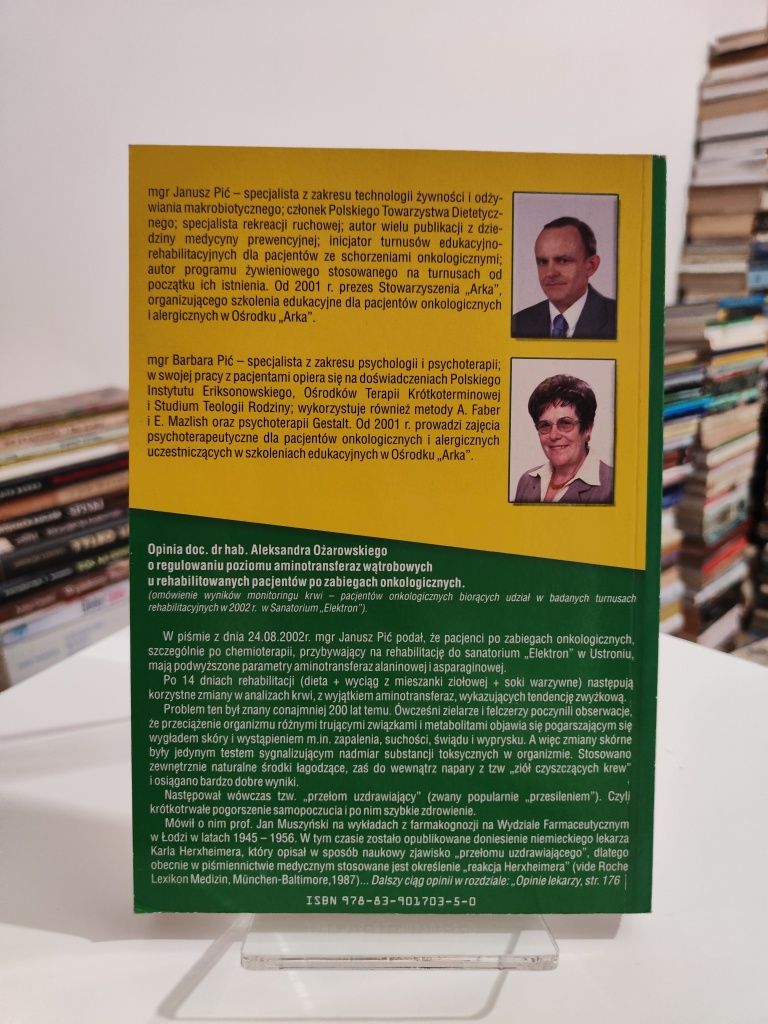 mgr Janusz Pić – specjalista z zakresu technologii żywności i odży-
wiania makrobiotycznego; członek Polskiego Towarzystwa Dietetycz-
nego; specjalista rekreacji ruchowej; autor wielu publikacji z dzie-
dziny medycyny prewencyjnej; inicjator turnusów edukacyjno-
rehabilitacyjnych dla pacjentów ze schorzeniami onkologicznymi;
autor programu żywieniowego stosowanego na turnusach od
początku ich istnienia. Od 2001 r. prezes Stowarzyszenia „Arka”,
organizującego szkolenia edukacyjne dla pacjentów onkologicznych
i alergicznych w Ośrodku „Arka”.
mgr Barbara Pić – specjalista z zakresu psychologii i psychoterapii;
w swojej pracy z pacjentami opiera się na doświadczeniach Polskiego
Instytutu Eriksonowskiego, Ośrodków Terapii Krótkoterminowej
i Studium Teologii Rodziny; wykorzystuje również metody A. Faber
i E. Mazlish oraz psychoterapii Gestalt. Od 2001 r. prowadzi zajęcia
psychoterapeutyczne dla pacjentów onkologicznych i alergicznych
uczestniczących w szkoleniach edukacyjnych w Ośrodku „Arka”.
Opinia doc. dr hab. Aleksandra Ożarowskiego
o regulowaniu poziomu aminotransferaz wątrobowych
u rehabilitowanych pacjentów po zabiegach onkologicznych.
(omówienie wyników monitoringu krwi – pacjentów onkologicznych biorących udział w badanych turnusach
rehabilitacyjnych w 2002 r. w Sanatorium „Elektron”).
W piśmie z dnia 24.08.2002r. mgr Janusz Pić podał, że pacjenci po zabiegach onkologicznych,
szczególnie po chemioterapii, przybywający na rehabilitację do sanatorium „Elektron” w Ustroniu,
mają podwyższone parametry aminotransferaz alaninowej i asparaginowej.
Po 14 dniach rehabilitacji (dieta + wyciąg z mieszanki ziołowej + soki warzywne) następują
korzystne zmiany w analizach krwi, z wyjątkiem aminotransferaz, wykazujących tendencję zwyżkową.
Problem ten był znany conajmniej 200 lat temu. Ówcześni zielarze i felczerzy poczynili obserwacje,
że przeciążenie organizmu różnymi trującymi związkami i metabolitami objawia się pogarszającym się
wyglądem skóry i wystąpieniem m.in. zapalenia, suchości, świądu i wyprysku. A więc zmiany skórne
były jedynym testem sygnalizującym nadmiar substancji toksycznych w organizmie. Stosowano
zewnętrznie naturalne środki łagodzące, zaś do wewnątrz napary z tzw „ziół czyszczących krew”
i osiągano bardzo dobre wyniki.
Następował wówczas tzw. „przełom uzdrawiający” (zwany popularnie „przesileniem”). Czyli
krótkotrwałe pogorszenie samopoczucia i po nim szybkie zdrowienie.
Mówił o nim prof. Jan Muszyński na wykładach z farmakognozji na Wydziale Farmaceutycznym
w Łodzi w latach 1945 – 1956. W tym czasie zostało opublikowane doniesienie niemieckiego lekarza
Karla Herxheimera, który opisał w sposób naukowy zjawisko „przełomu uzdrawiającego”, dlatego
obecnie w piśmiennictwie medycznym stosowane jest określenie „reakcja Herxheimera” (vide Roche
Lexikon Medizin, München-Baltimore,1987)... Dalszy ciąg opinii w rozdziale: „Opinie lekarzy, str. 176
ISBN 978-83-901703-5-0